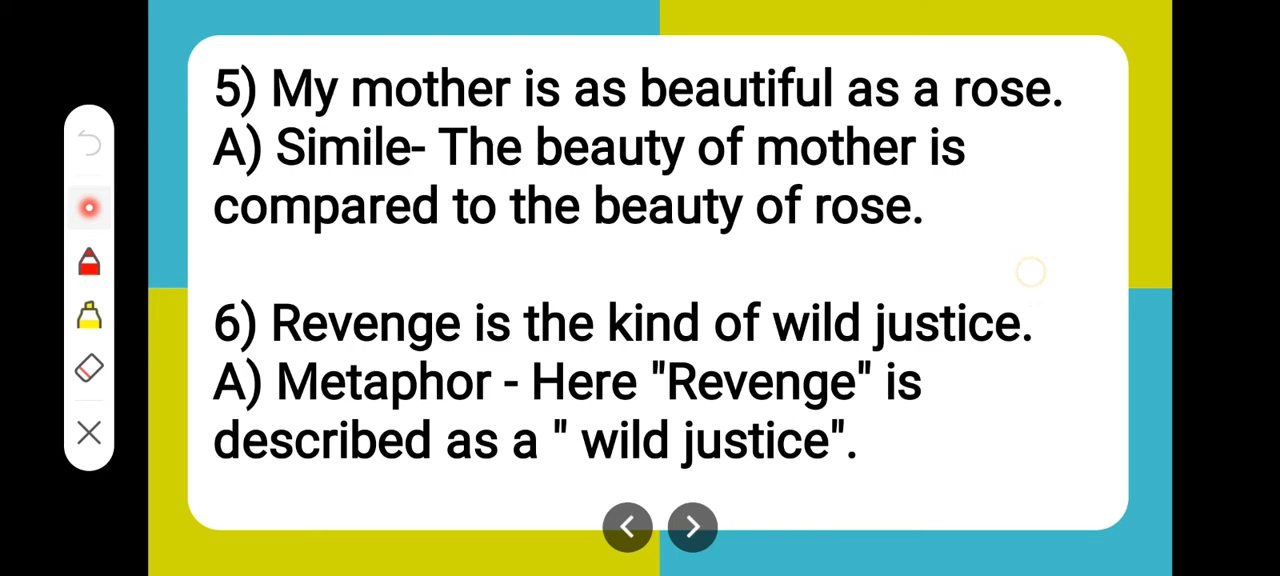 5) My mother is as beautiful as a rose.
A) Simile- The beauty of mother is
compared to the beauty of rose.
6) Revenge is the kind of wild justice.
A) Metaphor - Here "Revenge" is
described as a " wild justice".